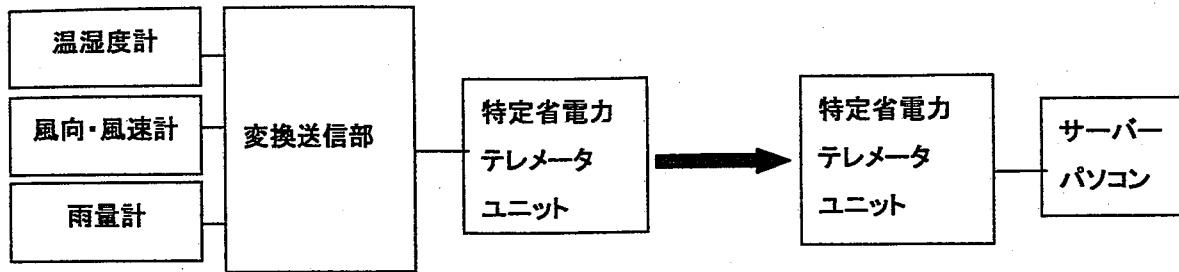 温湿度計
風向・風速計
雨量計
変換送信部
特定省電力
テレメータ
ユニット
特定省電力
テレメータ
ユニット
サーバー
パソコン